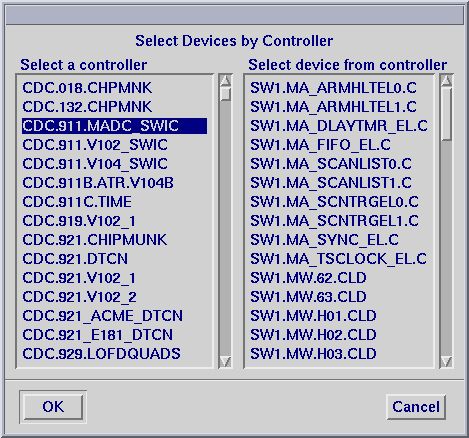 Select Devices by Controller
Select a controller
CDC.018.CHPMNK
CDC.132.CHPMNK
CDC.911.MADC_SWIC
CDC.911.V102_SWIC
CDC.911.V104_SWIC
CDC.911B.ATR.V104B
CDC.911C.TIME
CDC.919.V102_1
CDC.921.CHIPMUNK
CDC.921.DTCN
CDC.921.V102_1
CDC.921.V102_2
CDC.921_ACME_DTCN
CDC.921_E181_DTCN
CDC.929.LOFDQUADS
Select device from controller
SW1.MA_ARMHLTEL0.C
SW1.MA_ARMHLTEL1.C
SW1.MA_DLAYTMR_EL.C
SW1.MA_FIFO_EL.C
SW1.MA_SCANLIST0.C
SW1.MA_SCANLIST1.C
SW1.MA_SCNTRGEL0.C
SW1.MA_SCNTRGEL1.C
SW1.MA_SYNC_EL.C
SW1.MA_TSCLOCK_EL.C
SW1.MW.62.CLD
SW1.MW.63.CLD
SW1.MW.H01.CLD
SW1.MW.H02.CLD
SW1.MW.H03.CLD
OK
Cancel